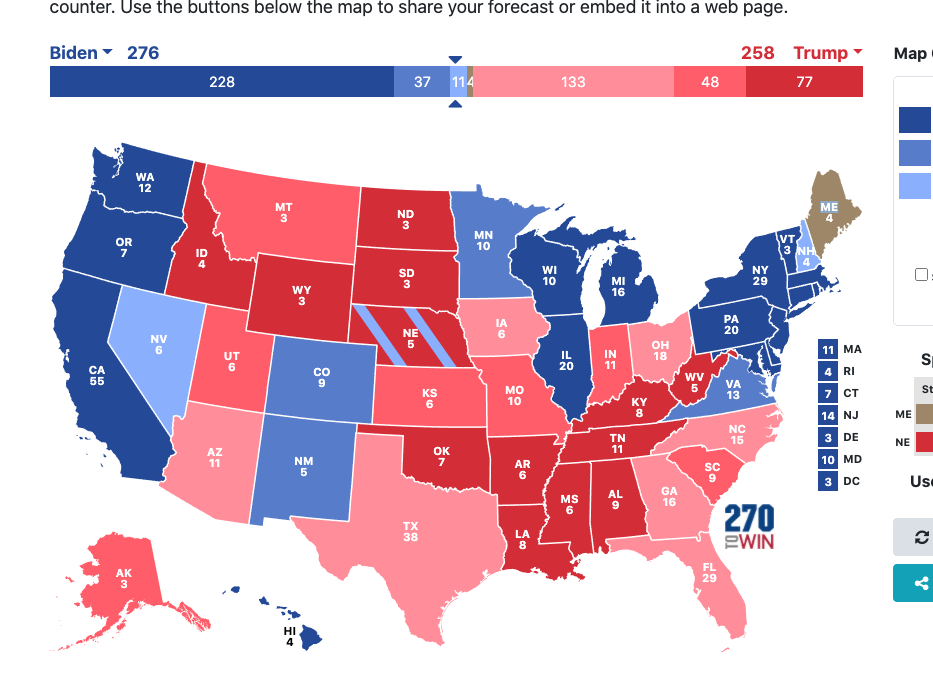 counter. Use the buttons below the map to share your forecast or embed it into a web page.
Biden 276
258 Trump
Map
228 37 11 4 133 48 77
WA
12
OR
7
CA
55
NV
6
ID
4
MT
3
WY
3
UT
6
AZ
11
CO
9
NM
5
ND
3
SD
3
NE
5
KS
6
OK
7
TX
38
MN
10
IA
6
MO
10
AR
6
LA
8
WI
10
IL
20
MI
16
IN
11
OH
18
KY
8
TN
11
MS
6
AL
9
GA
16
FL
29
SC
9
NC
15
VA
13
WV
5
PA
20
NY
29
VT
3
NH
4
ME
4
AK
3
HI
4
11 MA
4 RI
7 CT
14 NJ
3 DE
10 MD
3 DC
270
TO WIN
Sp
St
ME
NE
Us